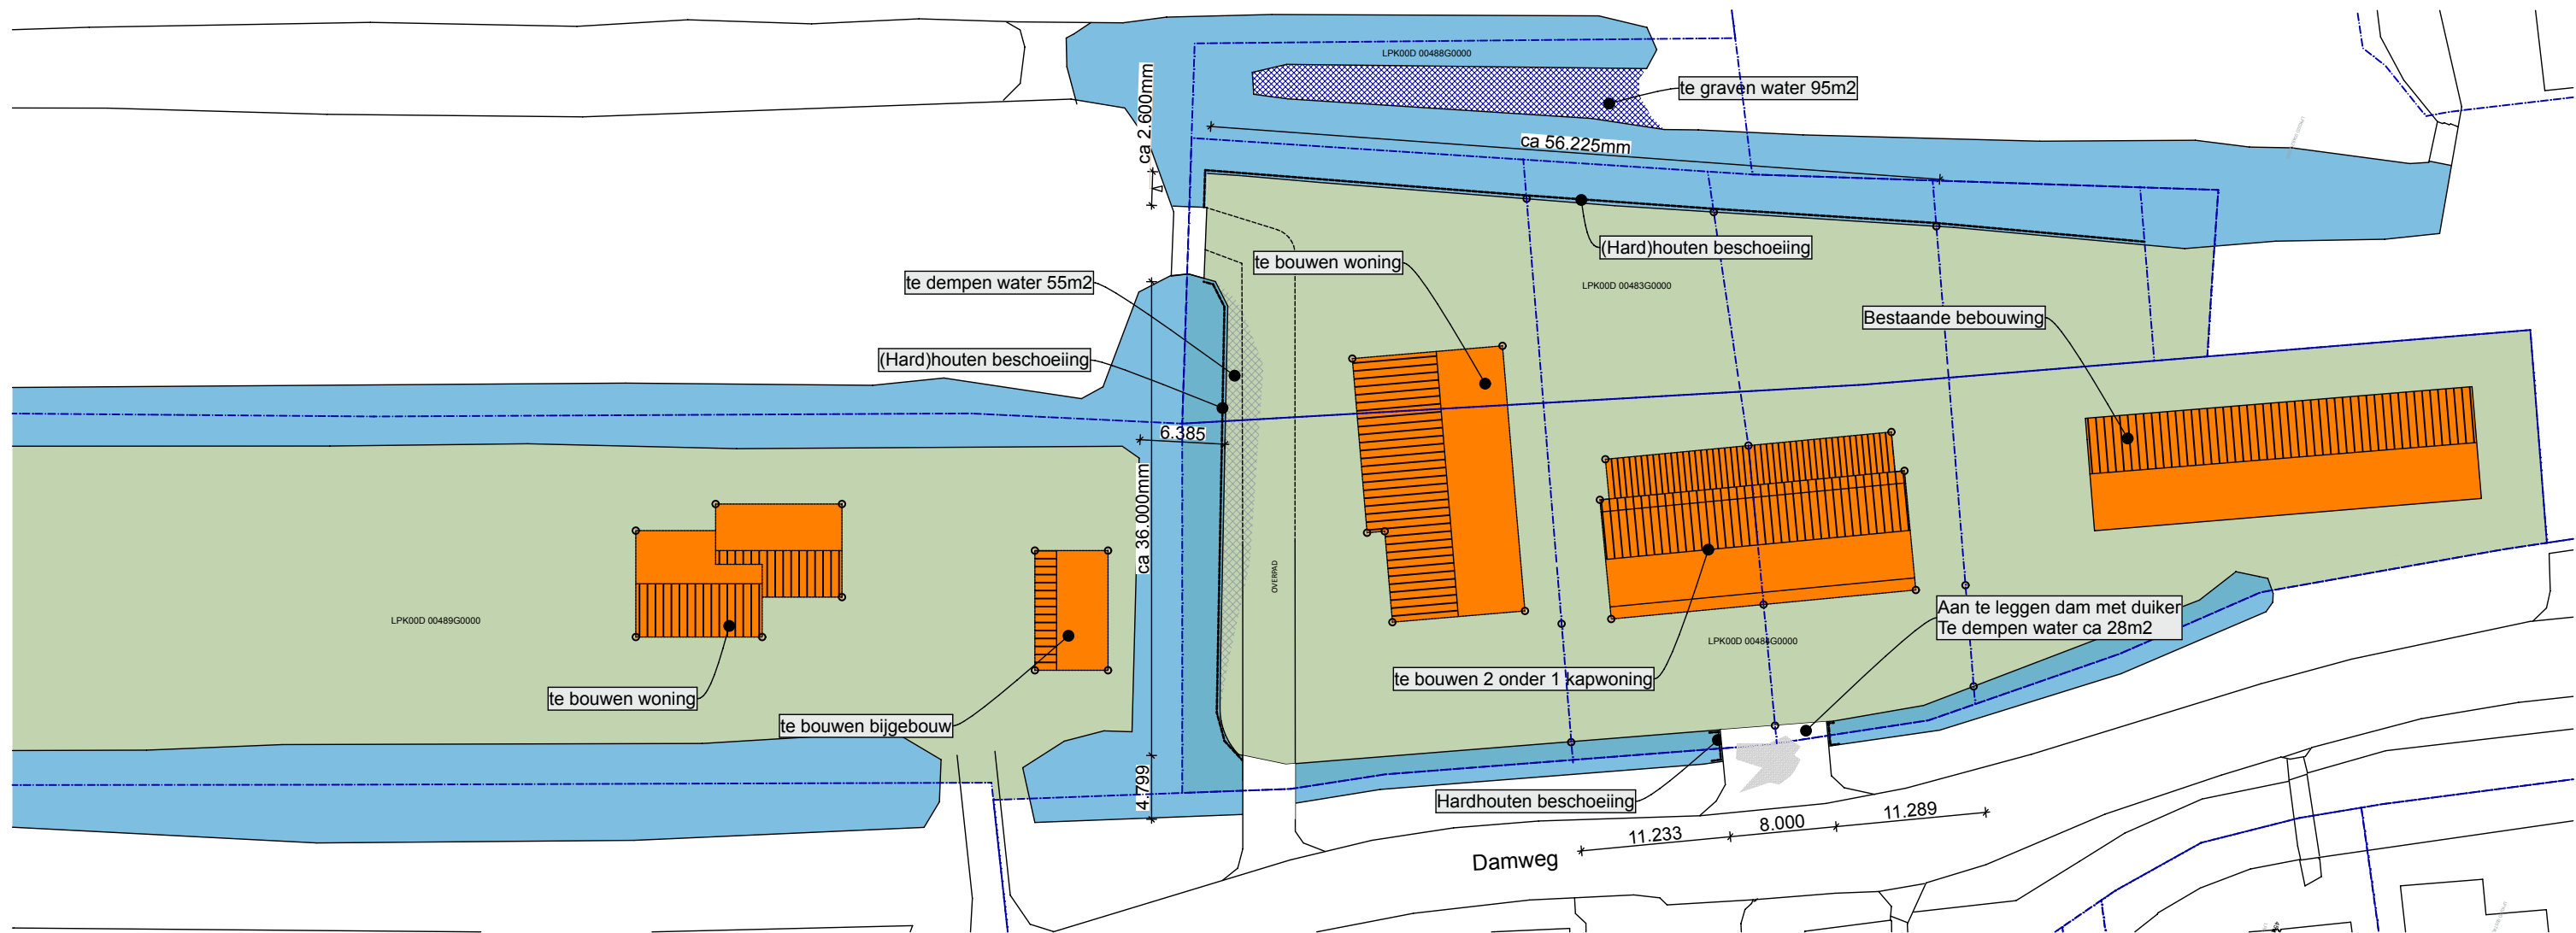 LPK00D 00488G0000
te graven water 95m2
ca 2.600mm
ca 56.225mm
(Hard)houten beschoeiing
te bouwen woning
te dempen water 55m2
LPK00D 00483G0000
Bestaande bebouwing
(Hard)houten beschoeiing
6.385
ca 36.000mm
OVERPAD
LPK00D 00489G0000
Aan te leggen dam met duiker
Te dempen water ca 28m2
LPK00D 00484G0000
te bouwen 2 onder 1 kapwoning
te bouwen woning
te bouwen bijgebouw
4.799
Hardhouten beschoeiing
11.233
8.000
11.289
Damweg